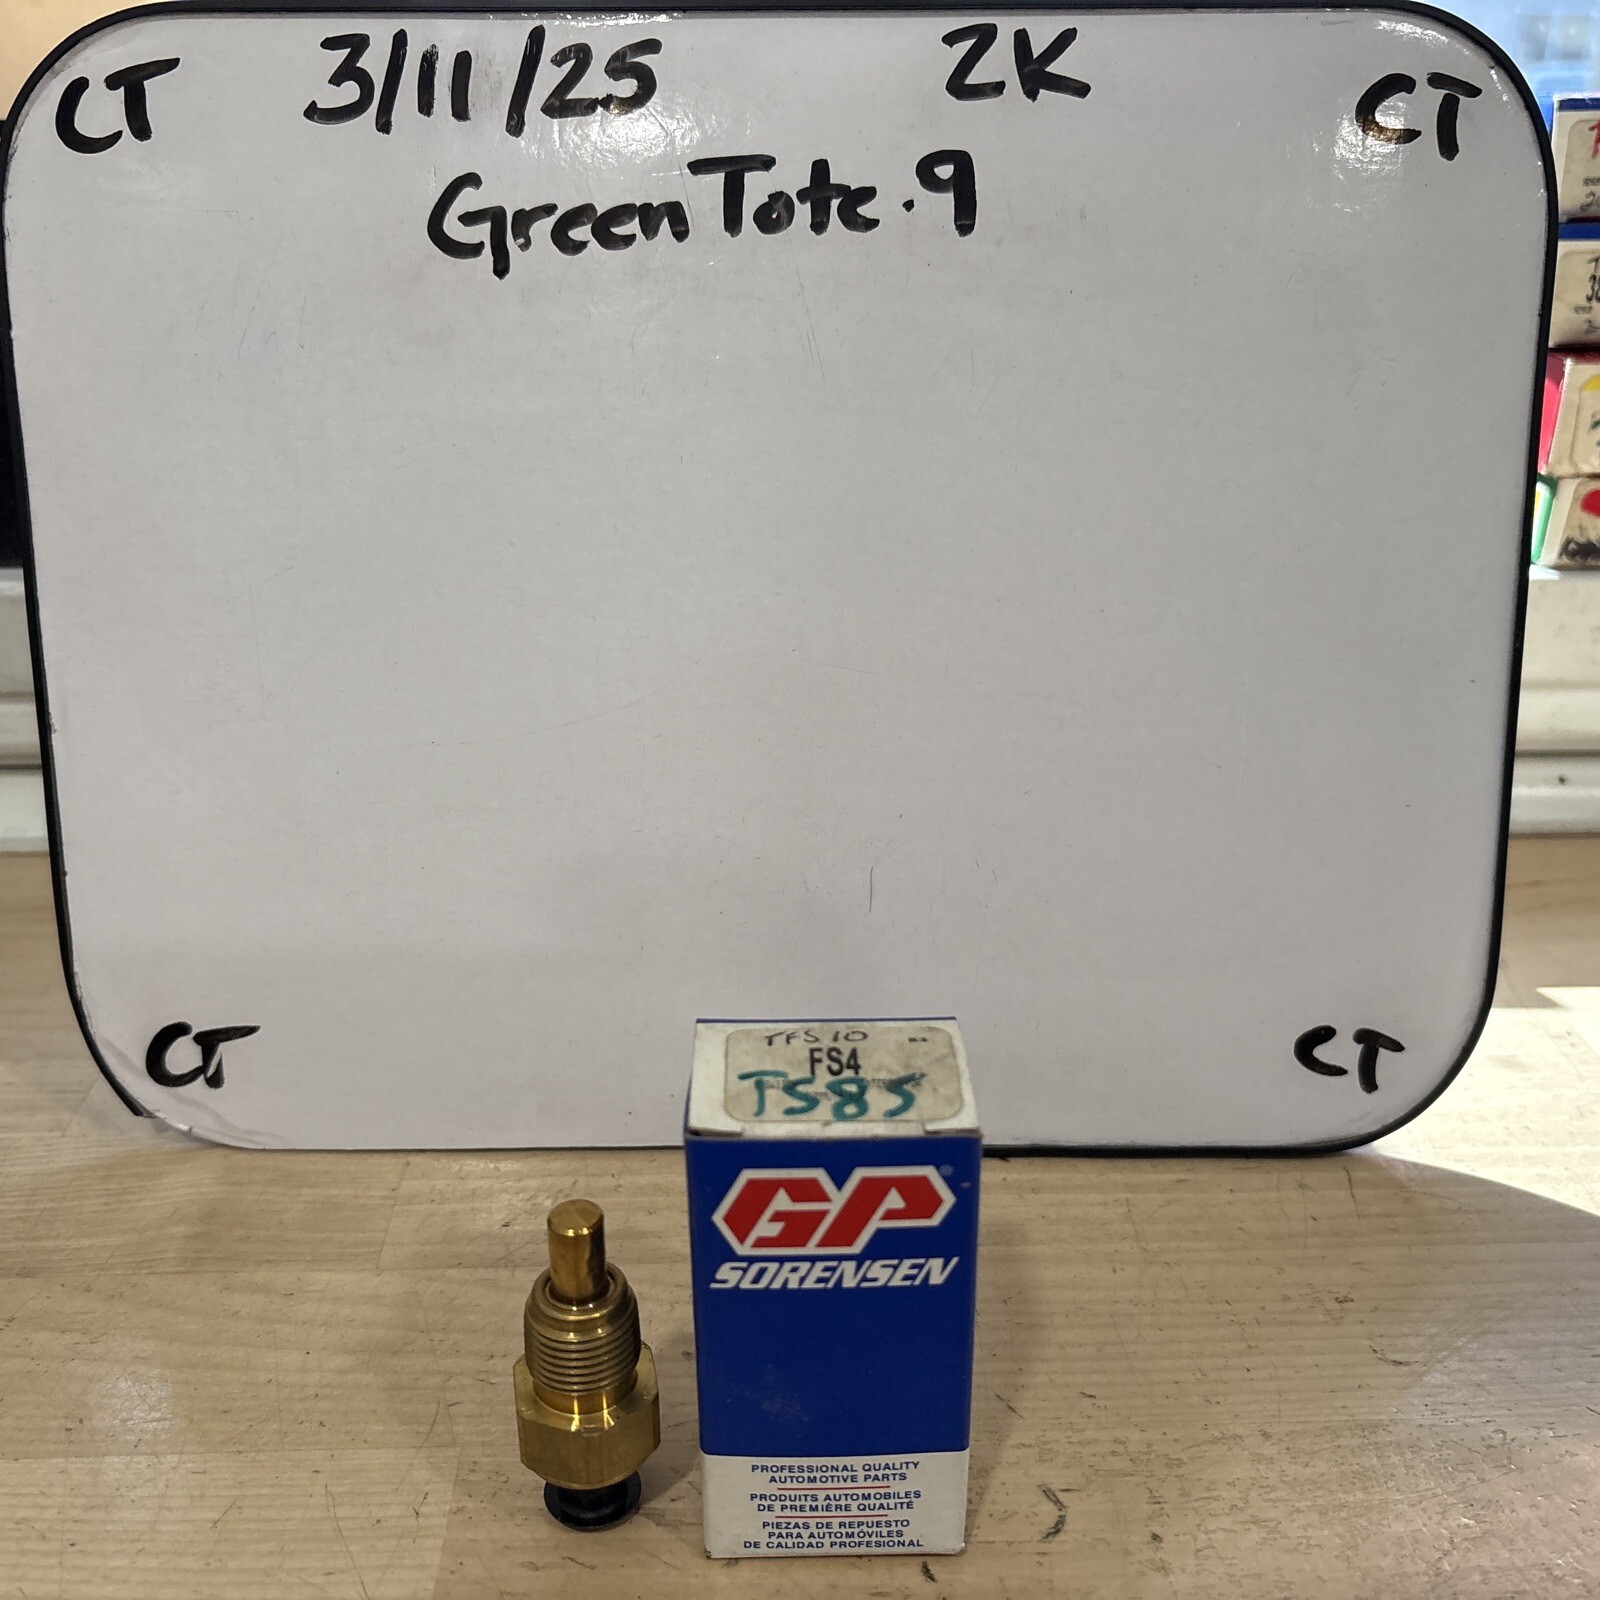 CT 3/11/25 2K CT
Green Tote.9
CT CT
TFS10
FS4
TS85
GP®
SORENSEN
PROFESSIONAL QUALITY
AUTOMOTIVE PARTS
PRODUITS AUTOMOBILES
DE PREMIÈRE QUALITÉ
PIEZAS DE REPUESTO
PARA AUTOMÓVILES
DE CALIDAD PROFESIONAL